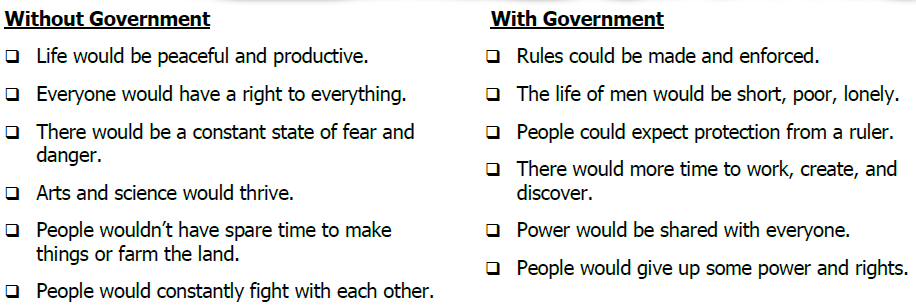 Without Government
❑ Life would be peaceful and productive.
❑ Everyone would have a right to everything.
❑ There would be a constant state of fear and
danger.
❑ Arts and science would thrive.
❑ People wouldn’t have spare time to make
things or farm the land.
❑ People would constantly fight with each other.
With Government
❑ Rules could be made and enforced.
❑ The life of men would be short, poor, lonely.
❑ People could expect protection from a ruler.
❑ There would more time to work, create, and
discover.
❑ Power would be shared with everyone.
❑ People would give up some power and rights.